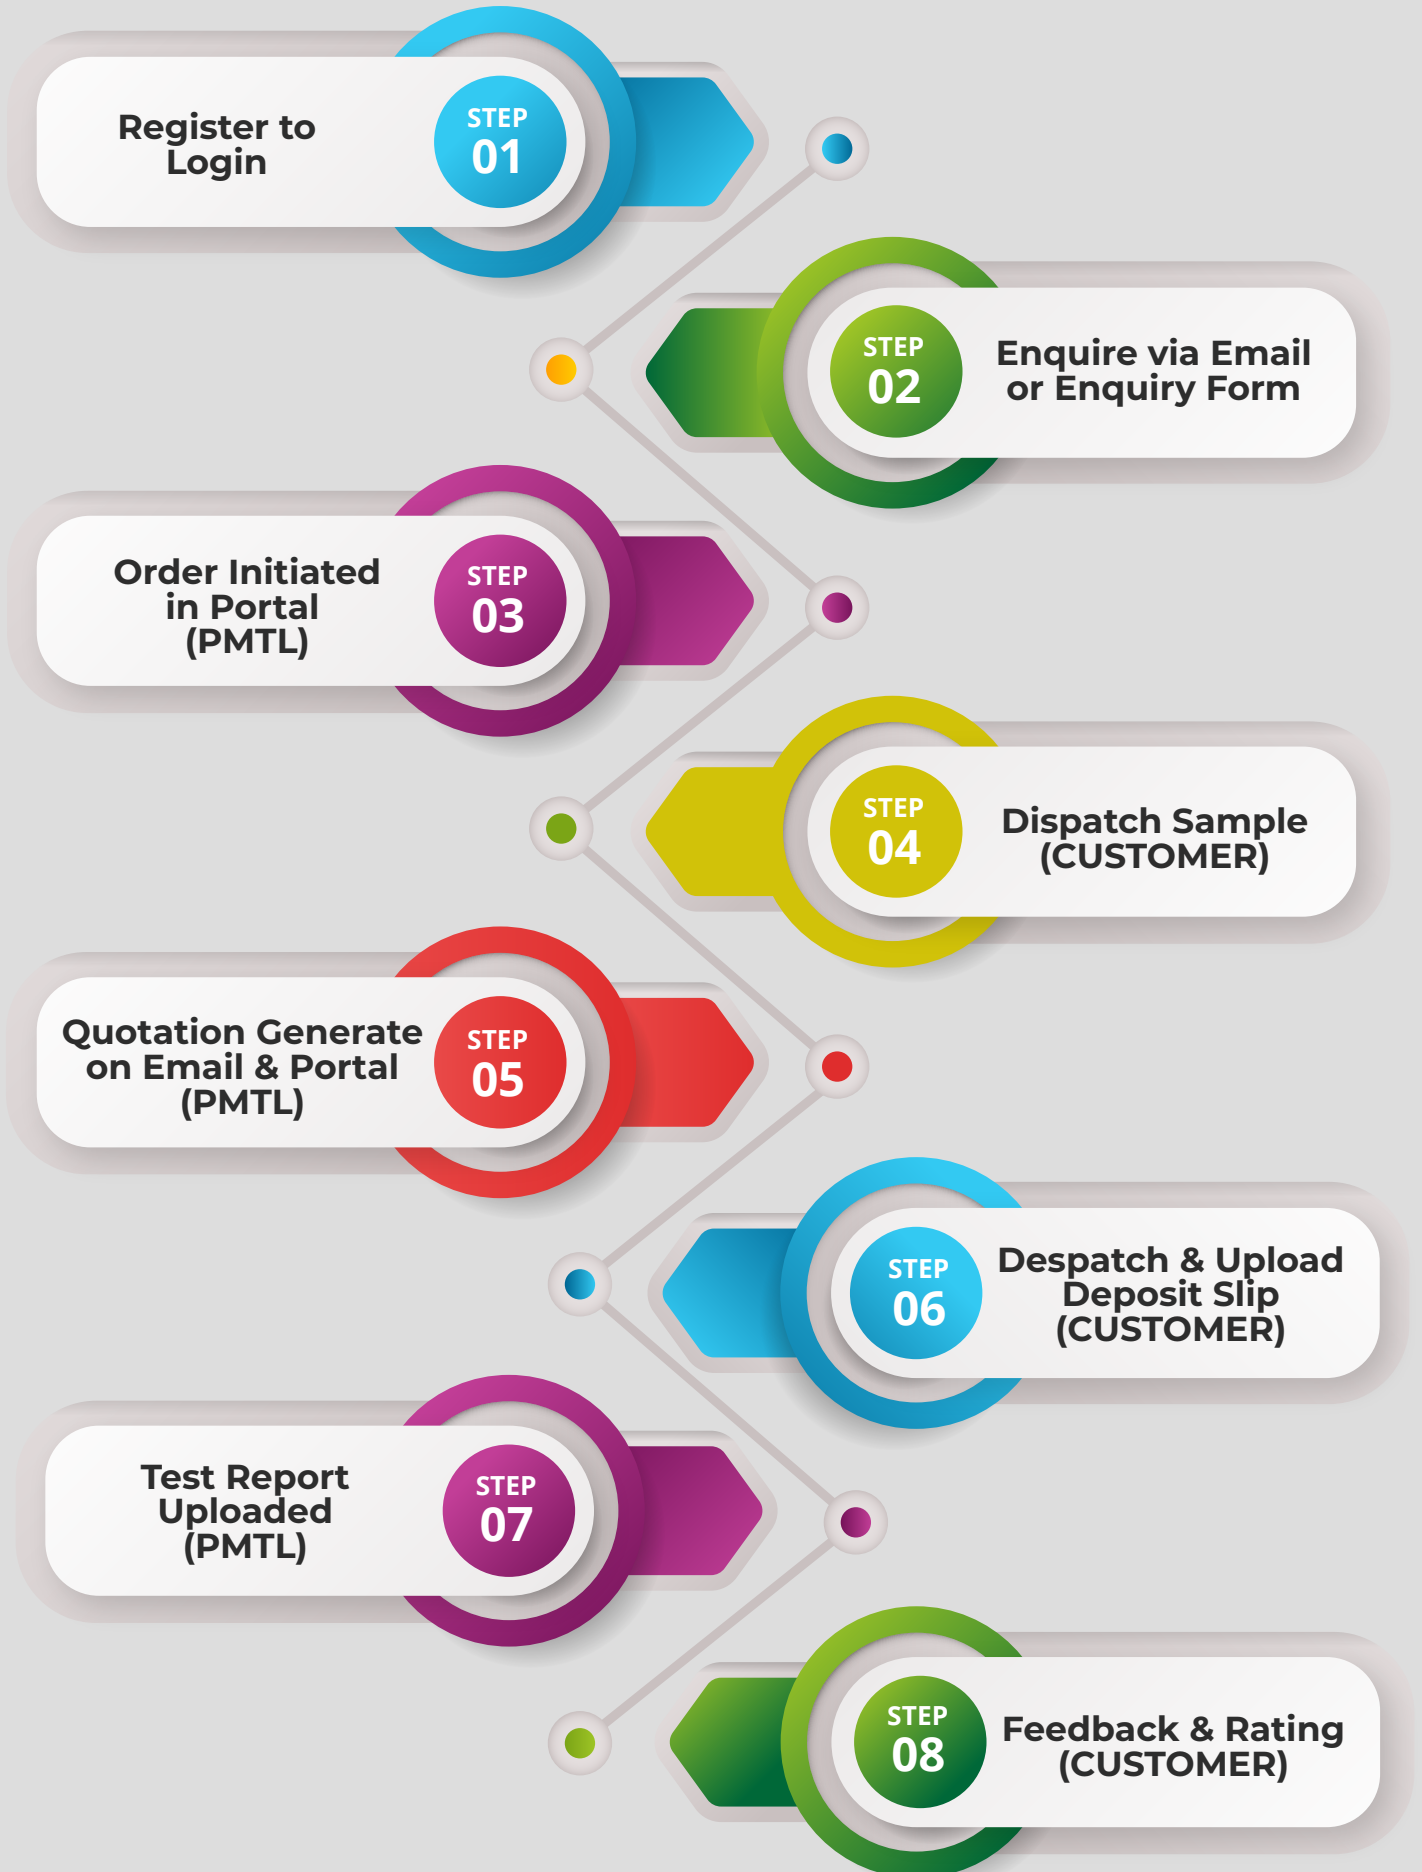 Register to
Login
STEP
01
STEP
02
Enquire via Email
or Enquiry Form
Order Initiated
in Portal
(PMTL)
STEP
03
STEP
04
Dispatch Sample
(CUSTOMER)
Quotation Generate
on Email & Portal
(PMTL)
STEP
05
STEP
06
Despatch & Upload
Deposit Slip
(CUSTOMER)
Test Report
Uploaded
(PMTL)
STEP
07
STEP
08
Feedback & Rating
(CUSTOMER)